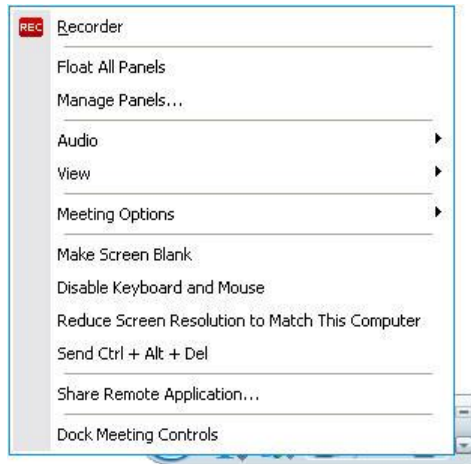 REC Recorder
Float All Panels
Manage Panels...
Audio
View
Meeting Options
Make Screen Blank
Disable Keyboard and Mouse
Reduce Screen Resolution to Match This Computer
Send Ctrl + Alt + Del
Share Remote Application...
Dock Meeting Controls